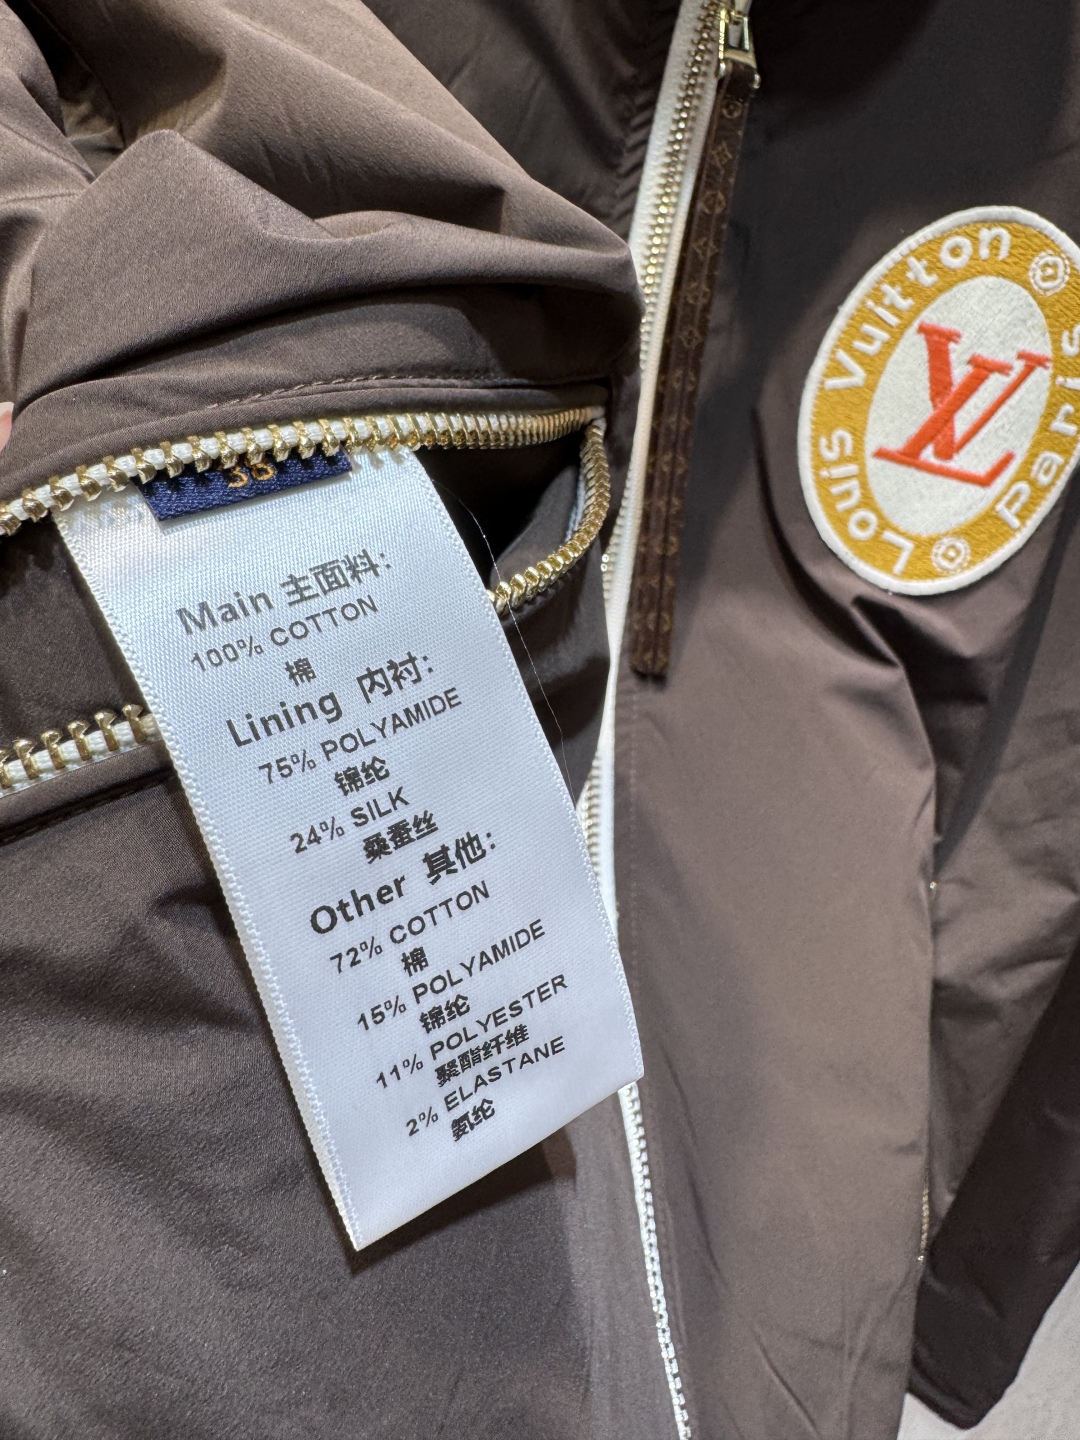 Louis Vuitton
Paris
LV
38
Main 主面料:
100% COTTON
棉
Lining 内衬:
75% POLYAMIDE
锦纶
24% SILK
桑蚕丝
Other 其他:
72% COTTON
棉
15% POLYAMIDE
锦纶
11% POLYESTER
聚酯纤维
2% ELASTANE
氨纶